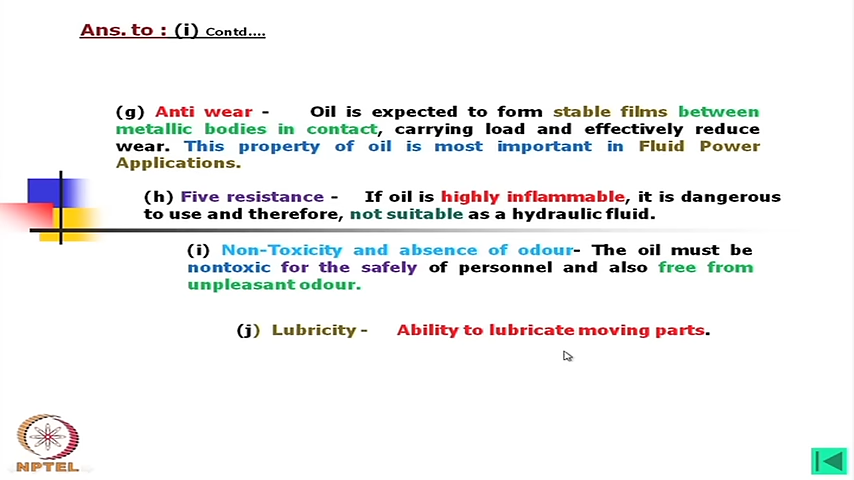 Ans. to : (i) Contd....
(g) Anti wear - Oil is expected to form stable films between
metallic bodies in contact, carrying load and effectively reduce
wear. This property of oil is most important in Fluid Power
Applications.
(h) Five resistance - If oil is highly inflammable, it is dangerous
to use and therefore, not suitable as a hydraulic fluid.
(i) Non-Toxicity and absence of odour- The oil must be
nontoxic for the safely of personnel and also free from
unpleasant odour.
(j) Lubricity - Ability to lubricate moving parts.
NPTEL